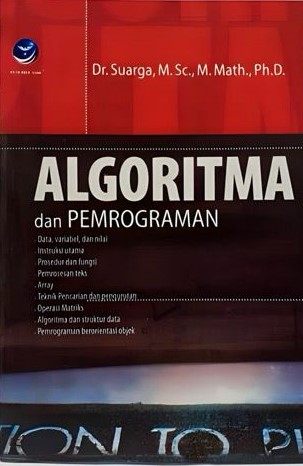 Dr. Suarga, M. Sc., M. Math., Ph.D.
ALGORITMA
dan PEMROGRAMAN
. Data, variabel, dan nilai
. Instruksi utama
. Prosedur dan fungsi
. Pemrosesan teks
. Array
. Teknik Pencarian dan pengurutan
. Operasi Matriks
. Algoritma dan struktur data
. Pemrograman berorientasi objek
ION TO